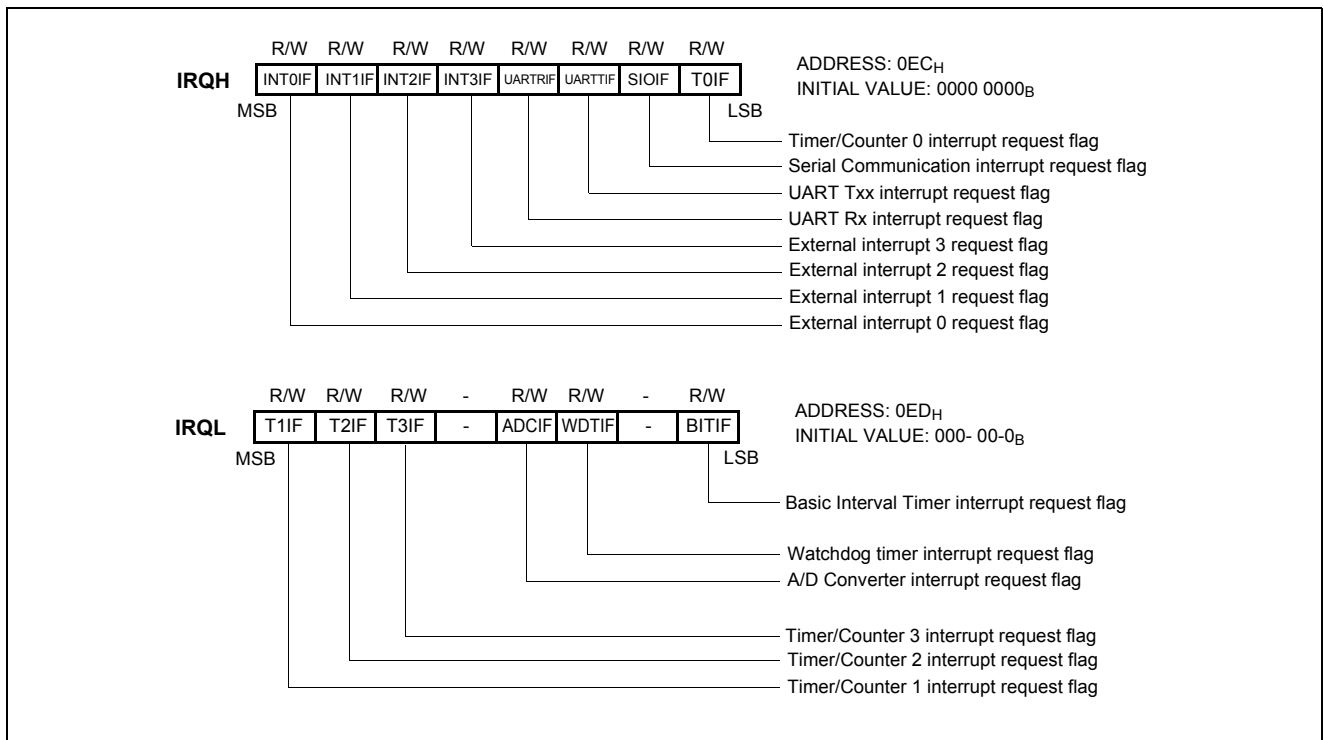 R/W R/W R/W R/W R/W R/W R/W R/W
IRQH INT0IF INT1IF INT2IF INT3IF UARTRIF UARTTIF SIOIF T0IF
ADDRESS: 0ECH
INITIAL VALUE: 0000 0000B
MSB LSB
Timer/Counter 0 interrupt request flag
Serial Communication interrupt request flag
UART Txx interrupt request flag
UART Rx interrupt request flag
External interrupt 3 request flag
External interrupt 2 request flag
External interrupt 1 request flag
External interrupt 0 request flag
R/W R/W R/W - R/W R/W - R/W
IRQL T1IF T2IF T3IF - ADCIF WDTIF - BITIF
ADDRESS: 0EDH
INITIAL VALUE: 000- 00-0B
MSB LSB
Basic Interval Timer interrupt request flag
Watchdog timer interrupt request flag
A/D Converter interrupt request flag
Timer/Counter 3 interrupt request flag
Timer/Counter 2 interrupt request flag
Timer/Counter 1 interrupt request flag